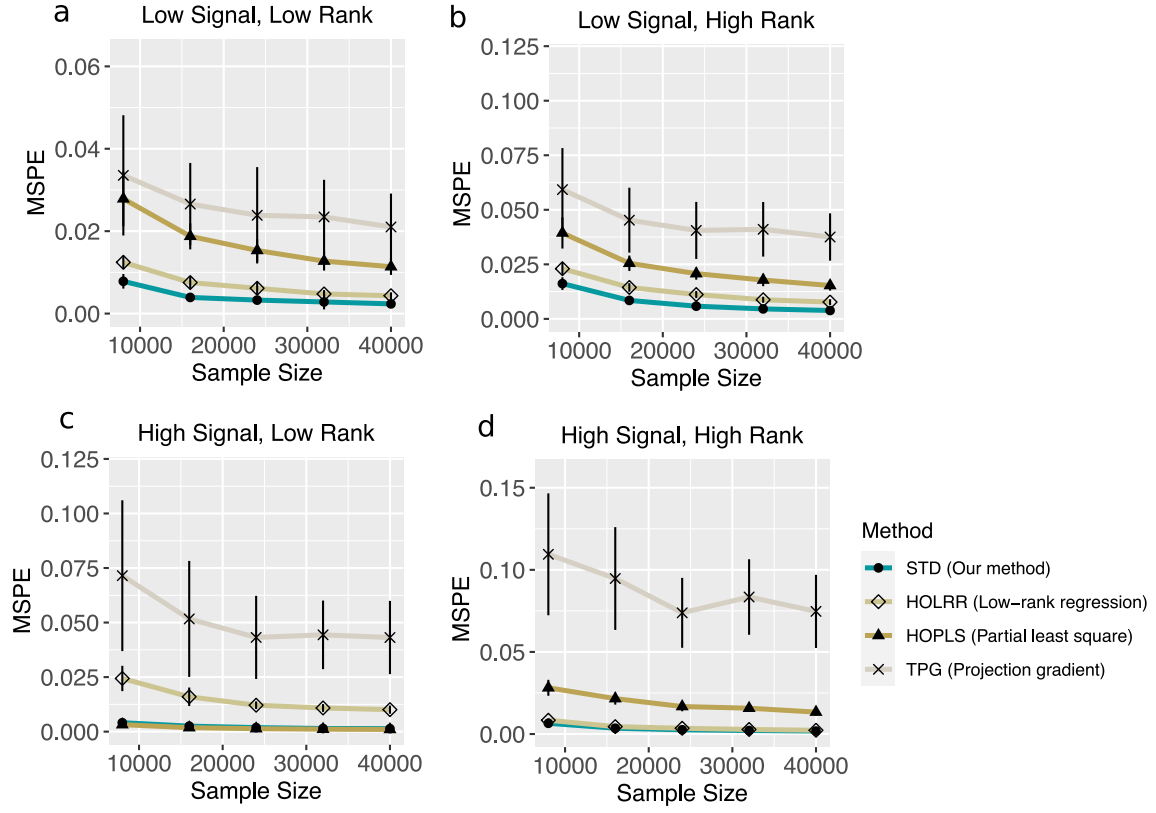 a
Low Signal, Low Rank
MSPE
0.06
0.04
0.02
0.00
10000 20000 30000 40000
Sample Size
b
Low Signal, High Rank
MSPE
0.125
0.100
0.075
0.050
0.025
0.000
10000 20000 30000 40000
Sample Size
c
High Signal, Low Rank
MSPE
0.125
0.100
0.075
0.050
0.025
0.000
10000 20000 30000 40000
Sample Size
d
High Signal, High Rank
MSPE
0.15
0.10
0.05
0.00
10000 20000 30000 40000
Sample Size
Method
STD (Our method)
HOLRR (Low-rank regression)
HOPLS (Partial least square)
TPG (Projection gradient)